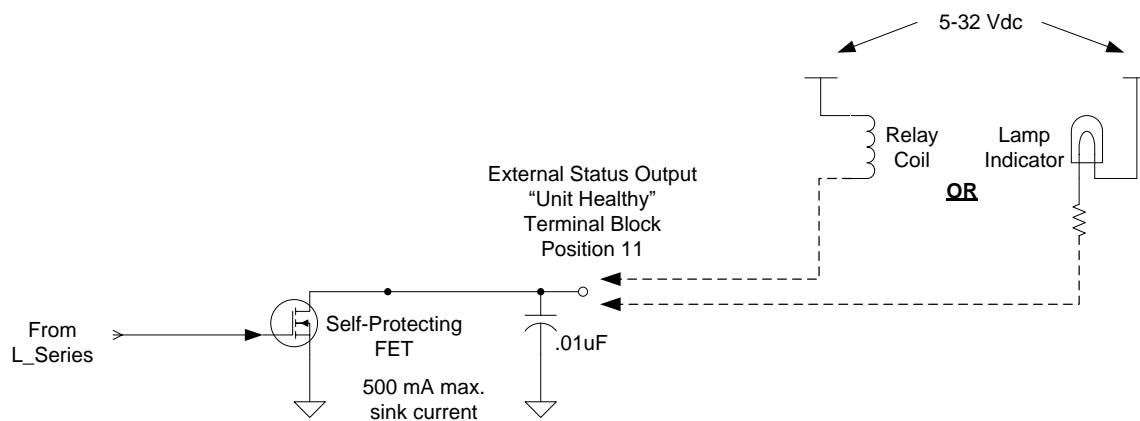 5-32 Vdc
Relay
Coil
Lamp
Indicator
OR
External Status Output
“Unit Healthy”
Terminal Block
Position 11
From
L_Series
Self-Protecting
FET
.01uF
500 mA max.
sink current